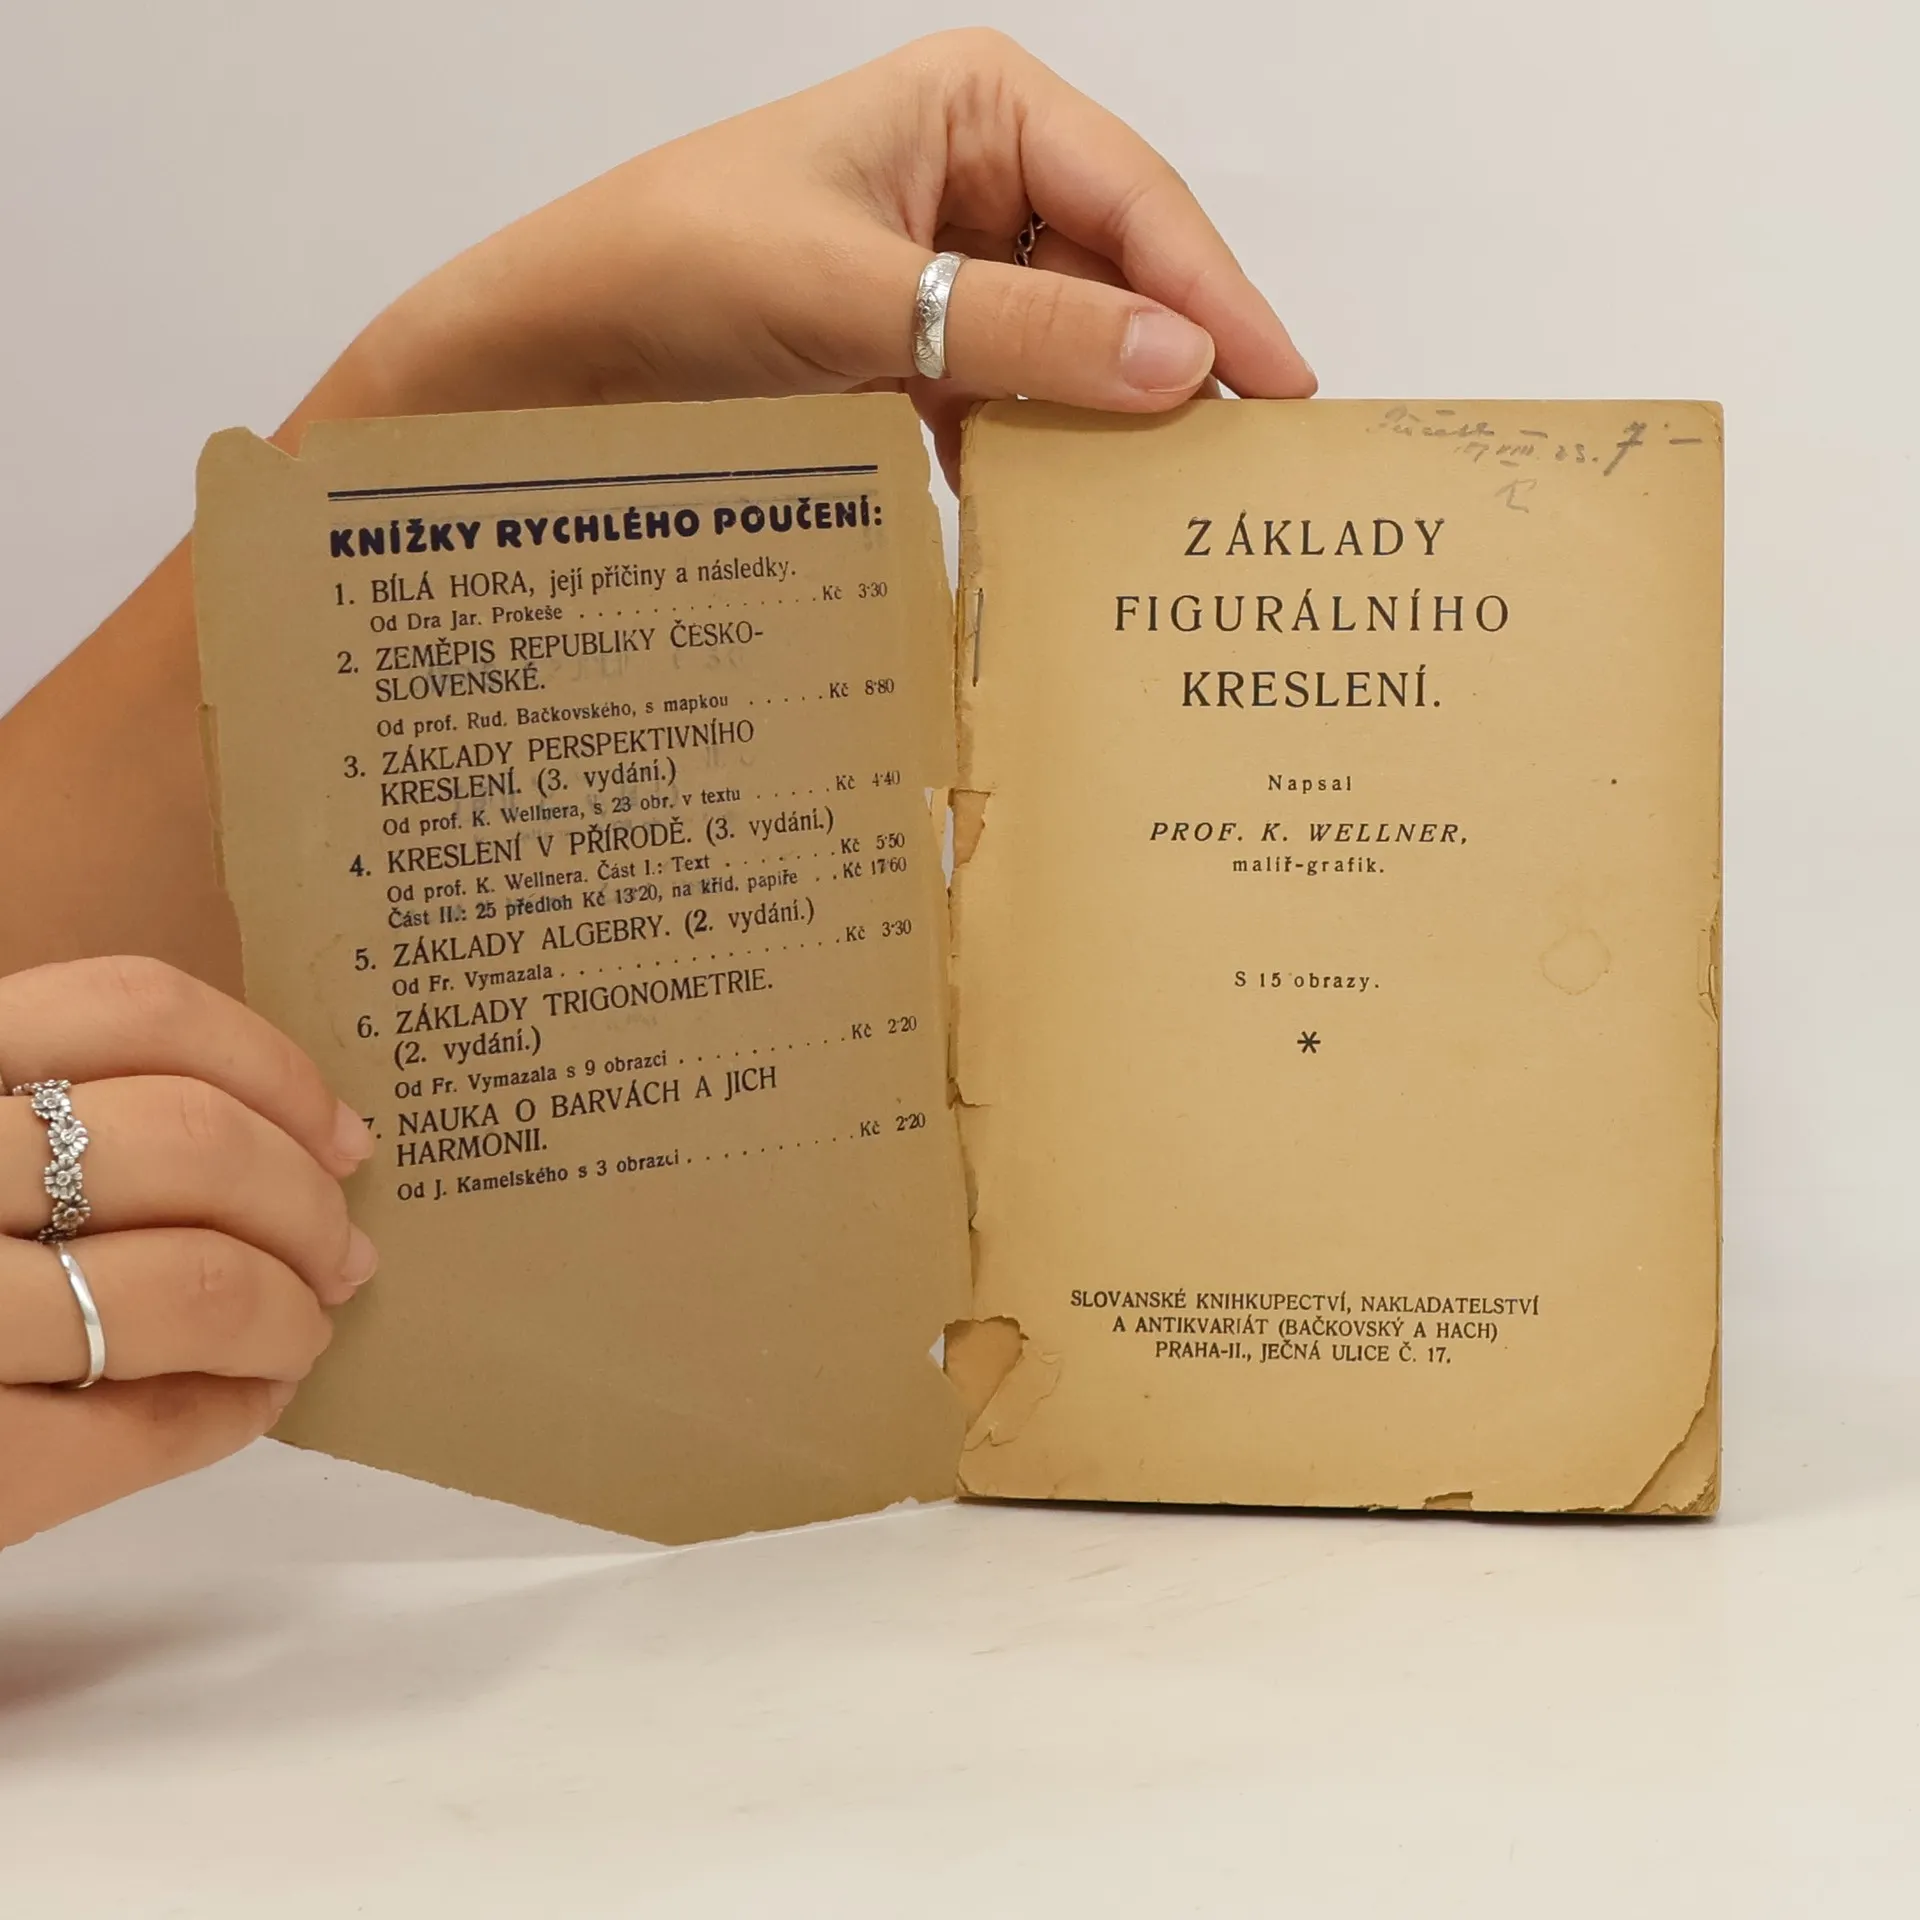 KNÍŽKY RYCHLÉHO POUČENÍ:
1. BÍLÁ HORA, její příčiny a následky.
Od Dra Jar. Prokeše . . . . . . . . . . . . . . Kč 3·30
2. ZEMĚPIS REPUBLIKY ČESKO-
SLOVENSKÉ.
Od prof. Rud. Bačkovského, s mapkou . . . . . . Kč 8·80
3. ZÁKLADY PERSPEKTIVNÍHO
KRESLENÍ. (3. vydání.)
Od prof. K. Wellnera, s 23 obr. v textu . . . . . . Kč 4·40
4. KRESLENÍ V PŘÍRODĚ. (3. vydání.)
Od prof. K. Wellnera. Část I.: Text . . . . . . . . Kč 5·50
Část II.: 25 předloh Kč 13·20, na kříd. papíře . . Kč 17·60
5. ZÁKLADY ALGEBRY. (2. vydání.)
Od Fr. Vymazala . . . . . . . . . . . . . . . Kč 3·30
6. ZÁKLADY TRIGONOMETRIE.
(2. vydání.)
Od Fr. Vymazala s 9 obrazci . . . . . . . . . . Kč 2·20
7. NAUKA O BARVÁCH A JICH
HARMONII.
Od J. Kamelského s 3 obrazci . . . . . . . . . . Kč 2·20
23. 7·—
ZÁKLADY
FIGURÁLNÍHO
KRESLENÍ.
Napsal
PROF. K. WELLNER,
malíř-grafik.
S 15 obrazy.
*
SLOVANSKÉ KNIHKUPECTVÍ, NAKLADATELSTVÍ
A ANTIKVARIÁT (BAČKOVSKÝ A HACH)
PRAHA-II., JEČNÁ ULICE Č. 17.